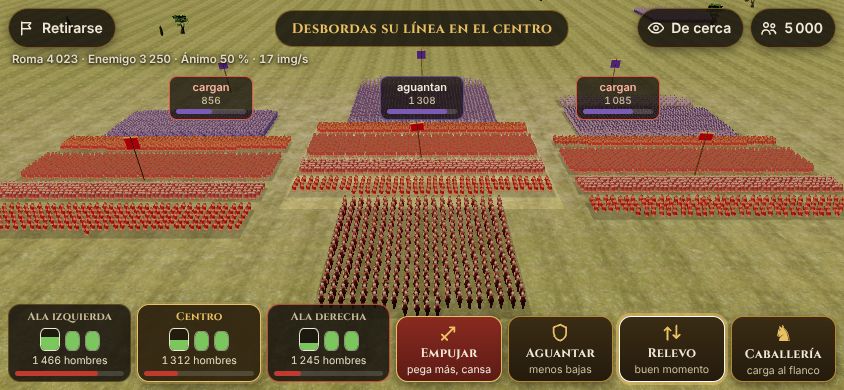 Retirarse
DESBORDAS SU LÍNEA EN EL CENTRO
De cerca
5 000
Roma 4 023 · Enemigo 3 250 · Ánimo 50 % · 17 img/s
cargan
856
aguantan
1 308
cargan
1 085
ALA IZQUIERDA
1 466 hombres
CENTRO
1 312 hombres
ALA DERECHA
1 245 hombres
EMPUJAR
pega más, cansa
AGUANTAR
menos bajas
RELEVO
buen momento
CABALLERÍA
carga al flanco